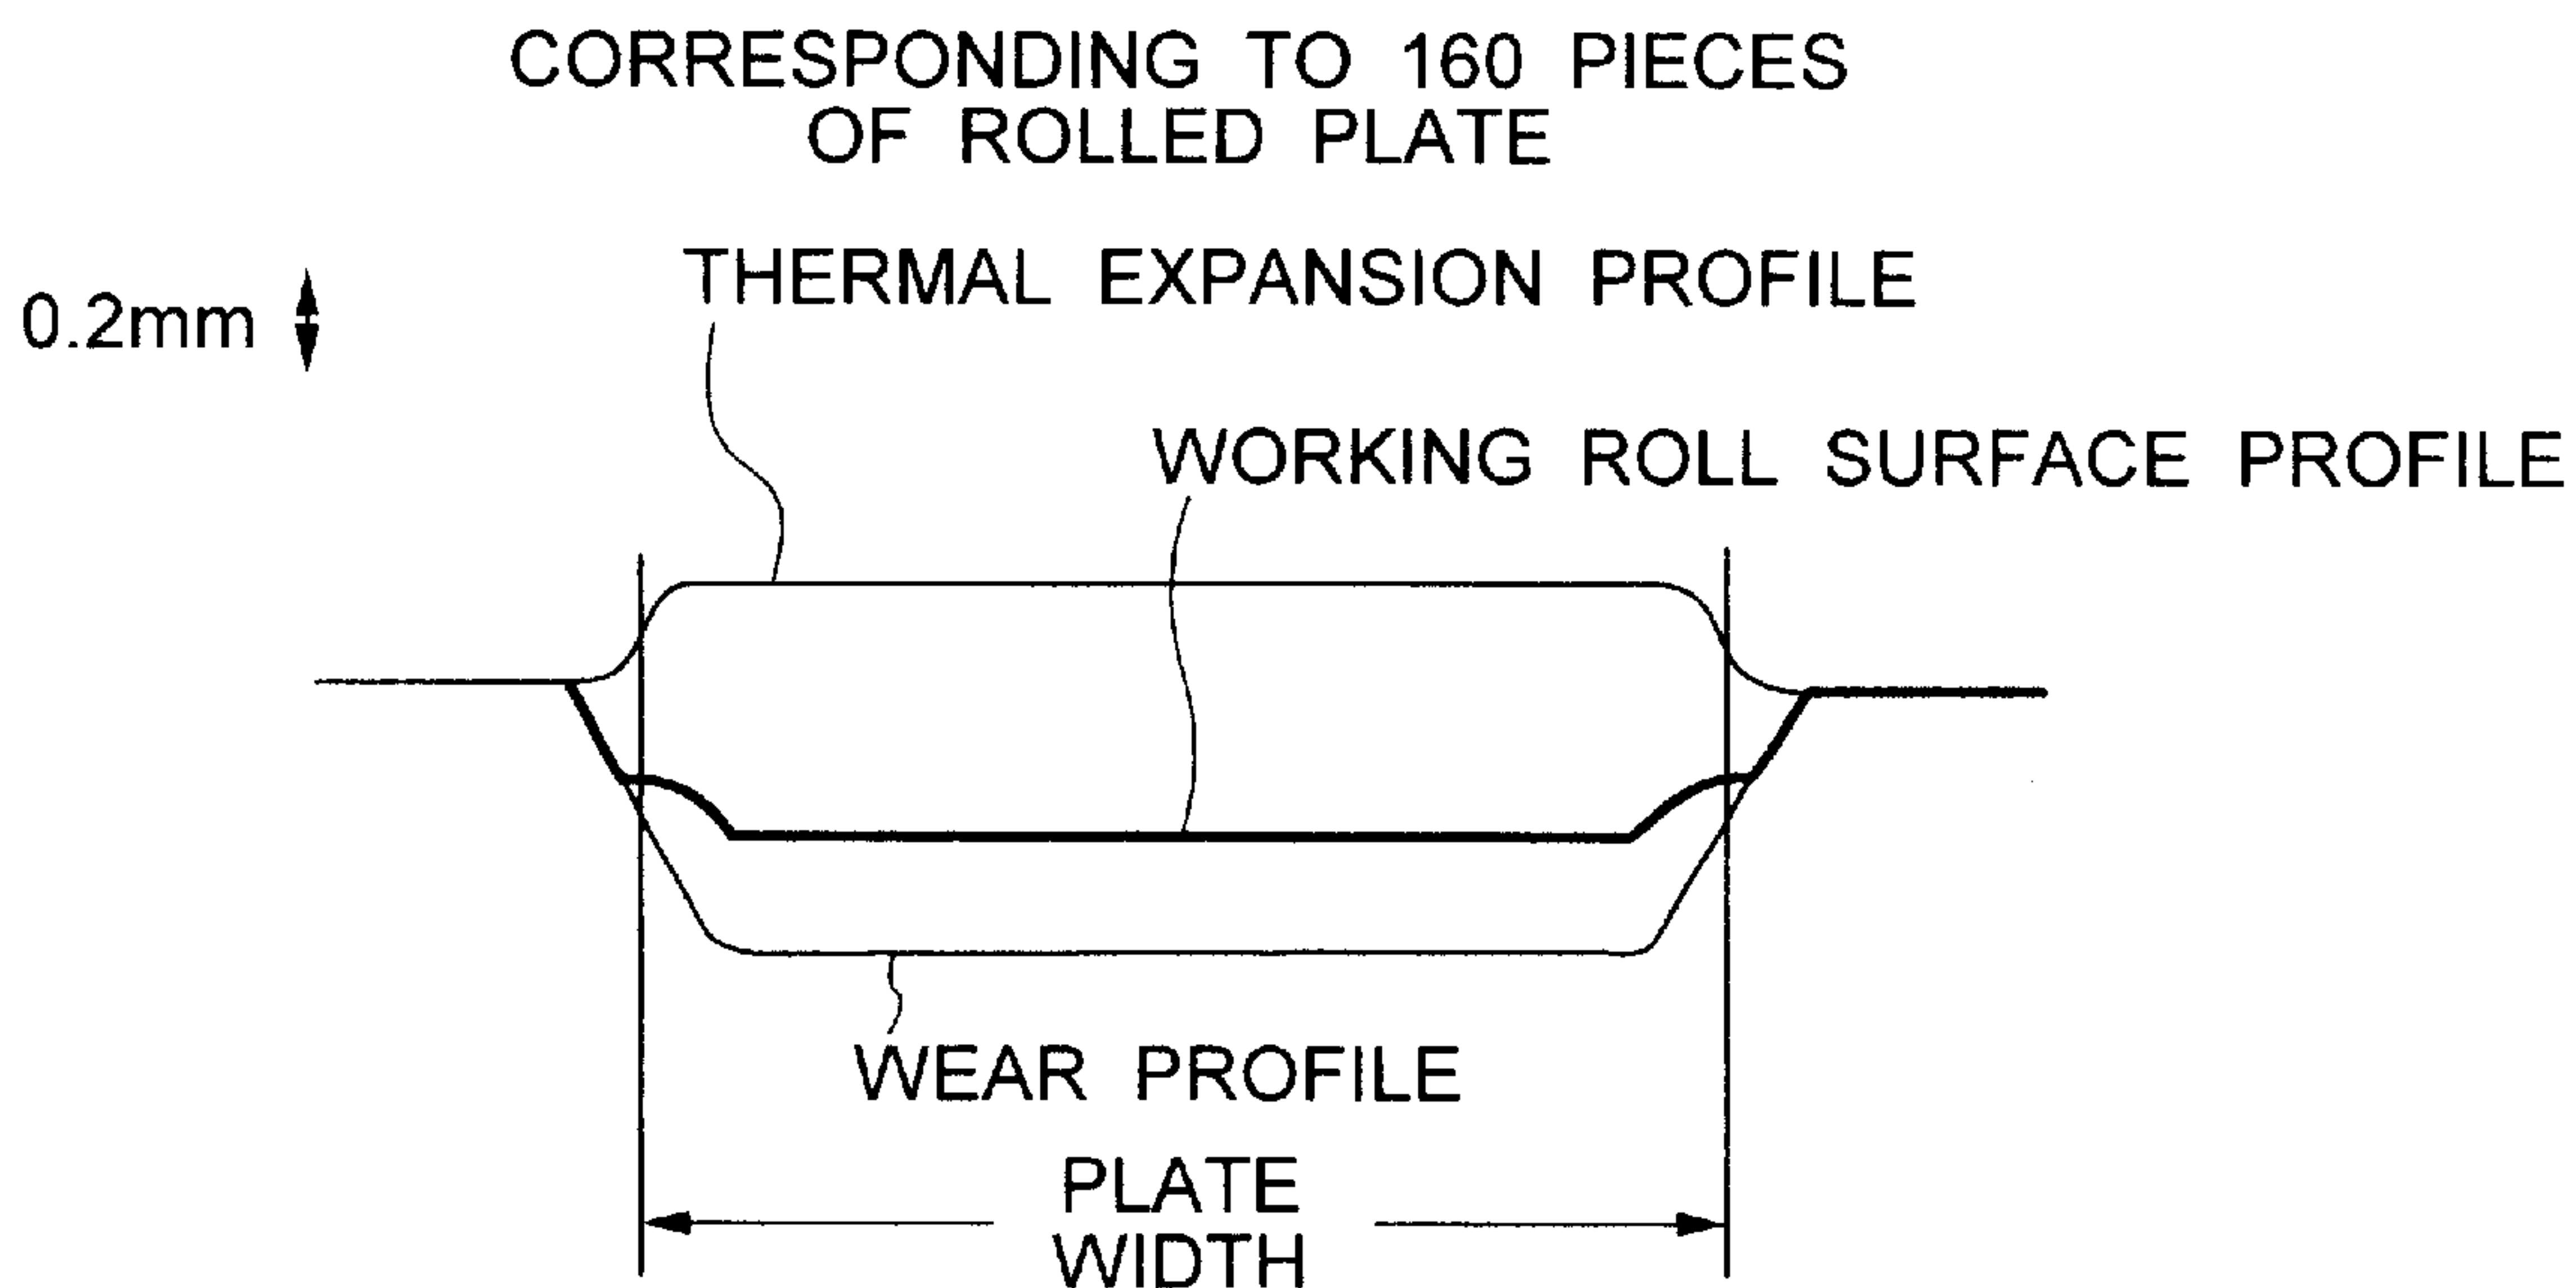 CORRESPONDING TO 160 PIECES
OF ROLLED PLATE
THERMAL EXPANSION PROFILE
0.2mm
WORKING ROLL SURFACE PROFILE
WEAR PROFILE
PLATE
WIDTH